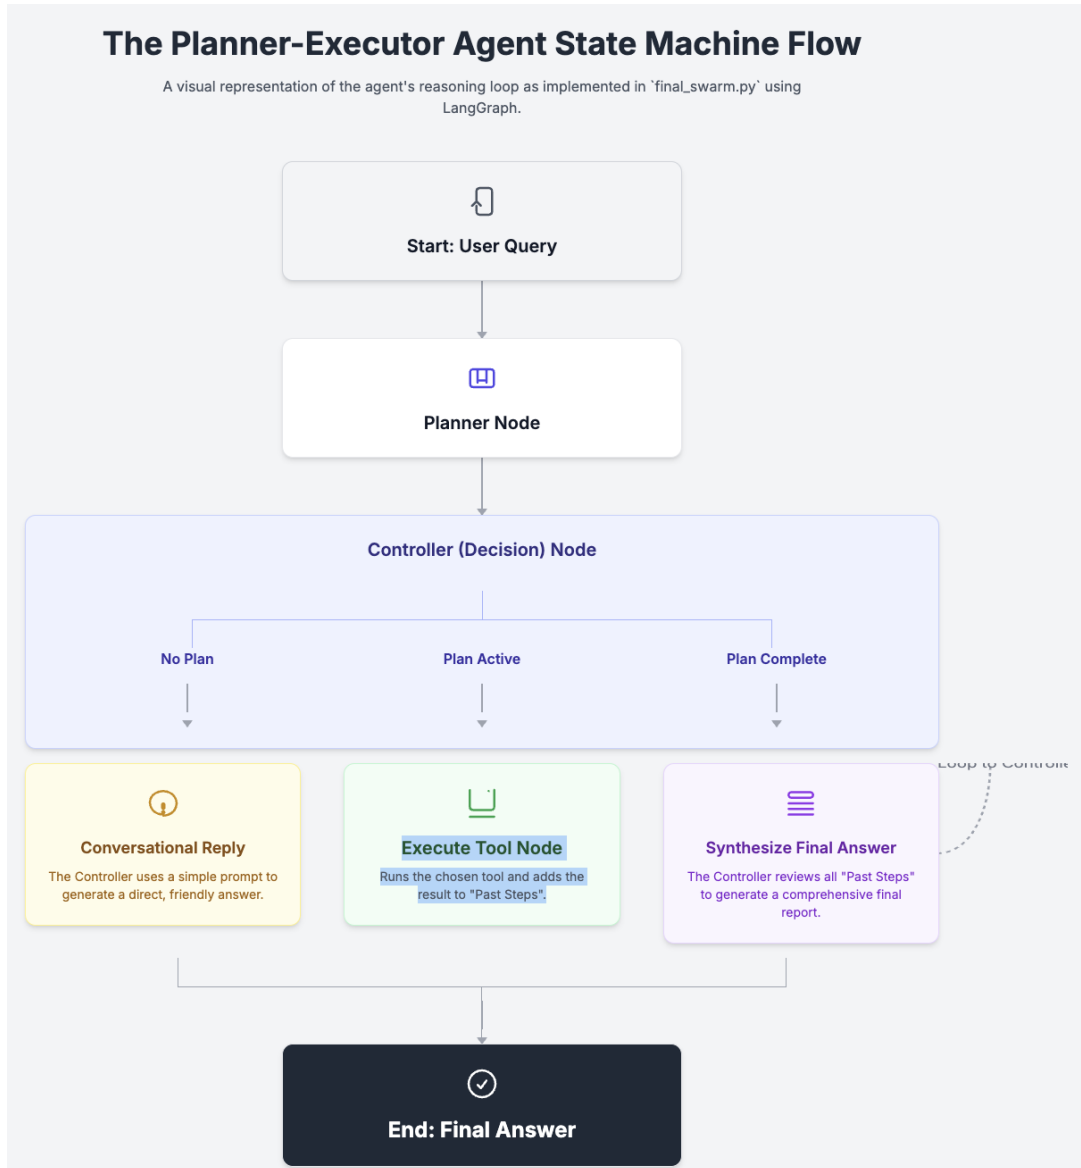 The Planner-Executor Agent State Machine Flow
A visual representation of the agent's reasoning loop as implemented in `final_swarm.py` using
LangGraph.
Start: User Query
Planner Node
Controller (Decision) Node
No Plan
Plan Active
Plan Complete
Loop to Controlle
Conversational Reply
The Controller uses a simple prompt to
generate a direct, friendly answer.
Execute Tool Node
Runs the chosen tool and adds the
result to "Past Steps".
Synthesize Final Answer
The Controller reviews all "Past Steps"
to generate a comprehensive final
report.
End: Final Answer